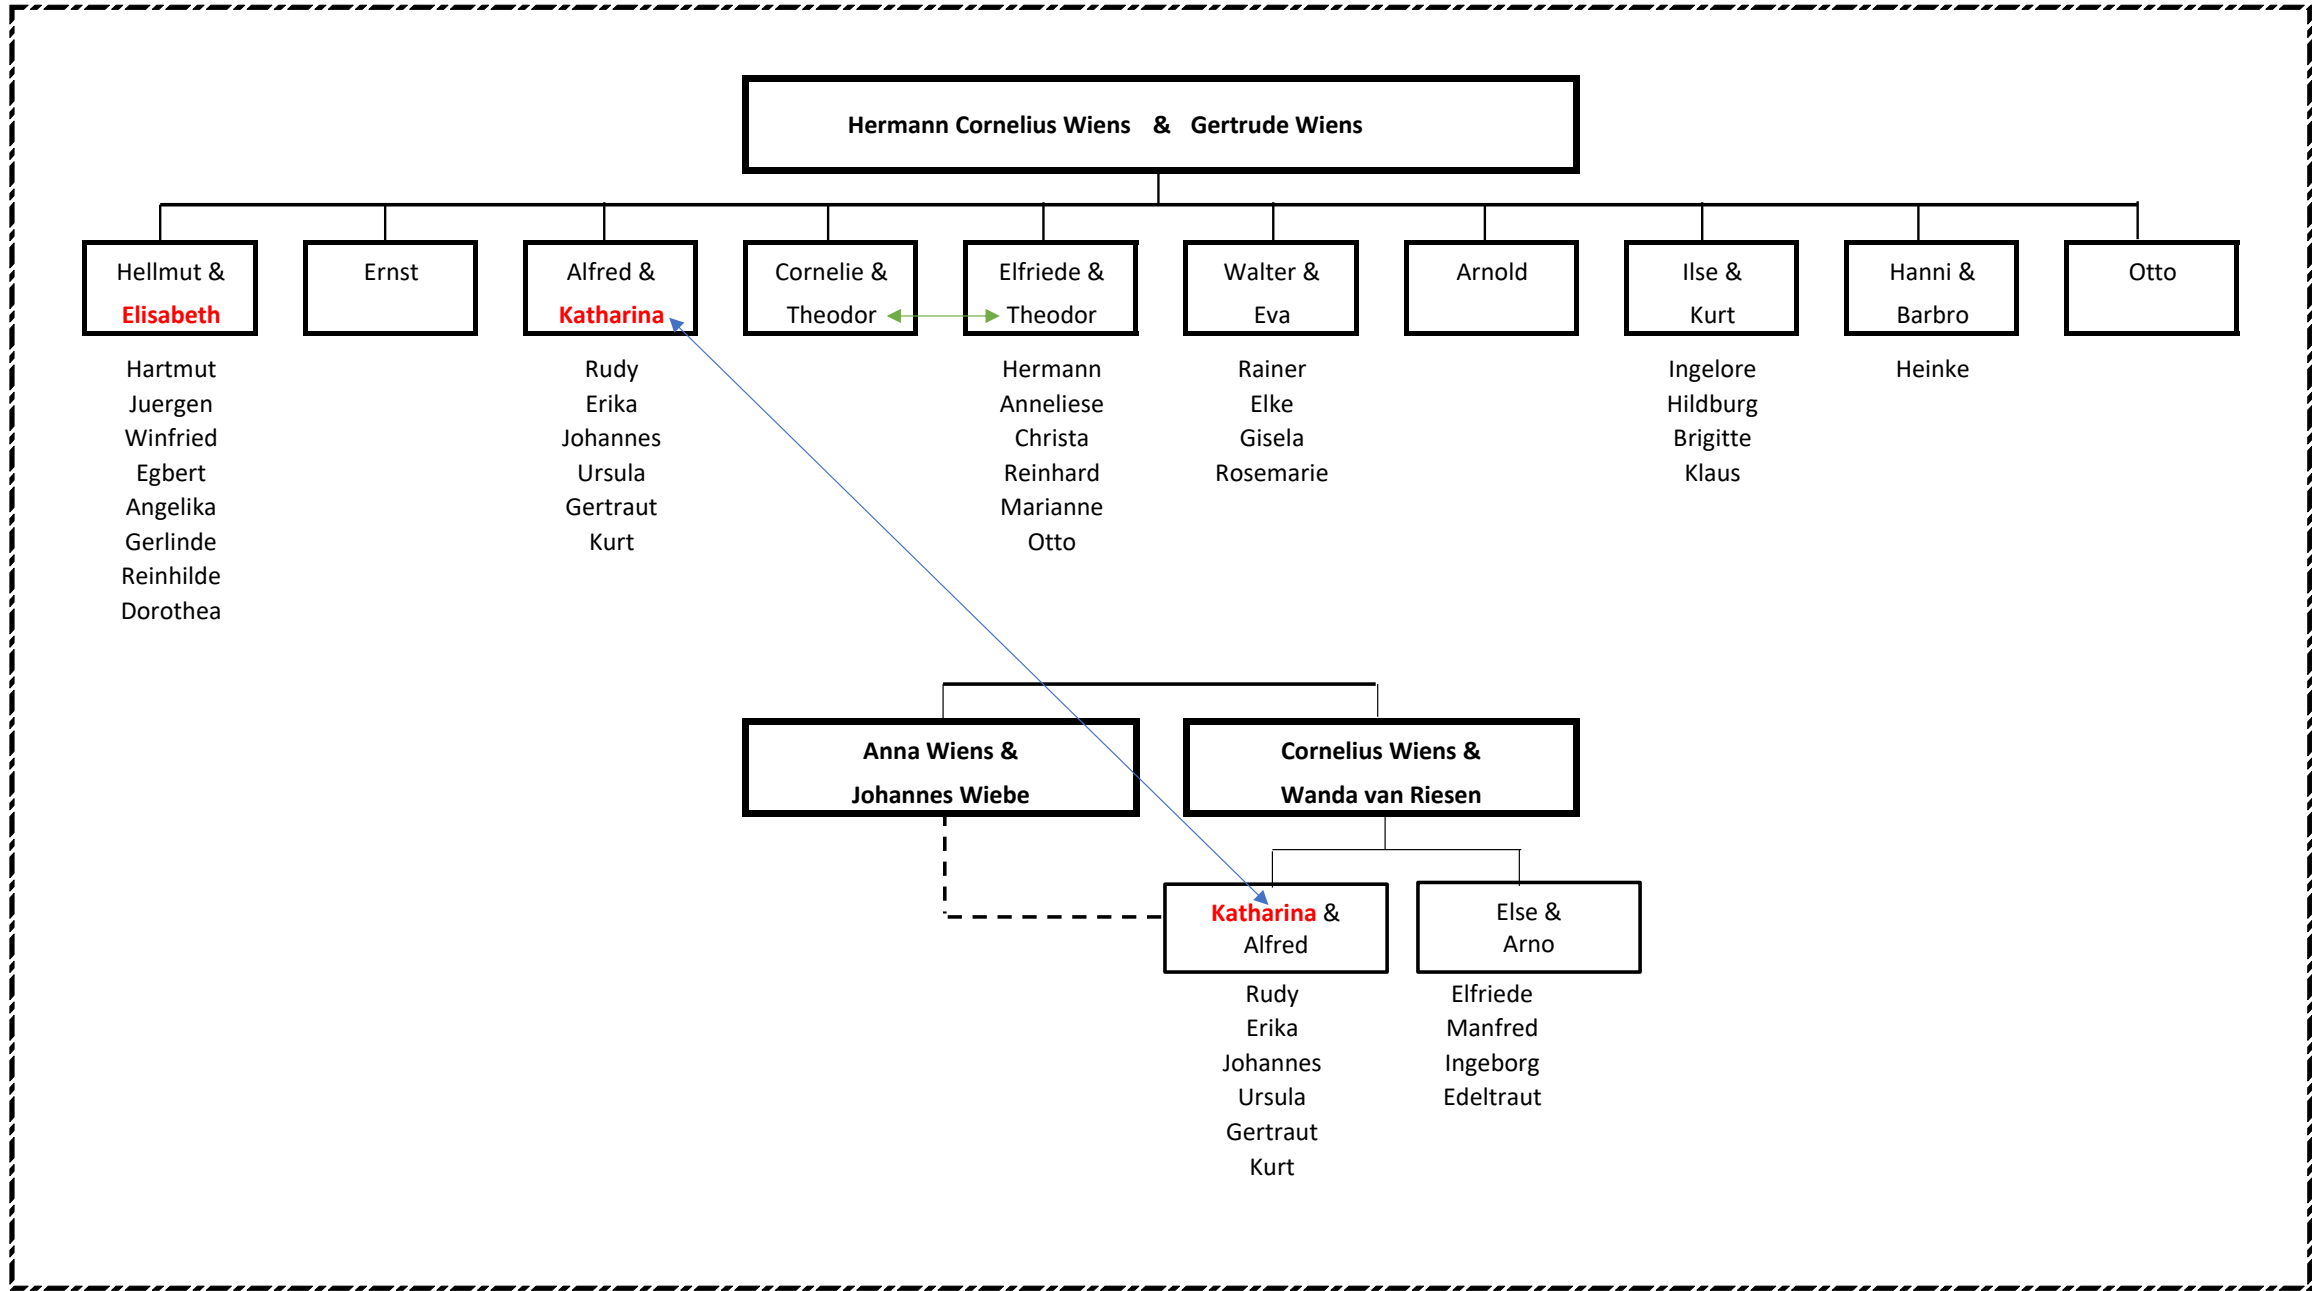 Hermann Cornelius Wiens & Gertrude Wiens
Hellmut &
Elisabeth
Hartmut
Juergen
Winfried
Egbert
Angelika
Gerlinde
Reinhilde
Dorothea
Ernst
Alfred &
Katharina
Rudy
Erika
Johannes
Ursula
Gertraut
Kurt
Cornelie &
Theodor
Elfriede &
Theodor
Hermann
Anneliese
Christa
Reinhard
Marianne
Otto
Walter &
Eva
Rainer
Elke
Gisela
Rosemarie
Arnold
Ilse &
Kurt
Ingelore
Hildburg
Brigitte
Klaus
Hanni &
Barbro
Heinke
Otto
Anna Wiens &
Johannes Wiebe
Cornelius Wiens &
Wanda van Riesen
Katharina &
Alfred
Rudy
Erika
Johannes
Ursula
Gertraut
Kurt
Else &
Arno
Elfriede
Manfred
Ingeborg
Edeltraut